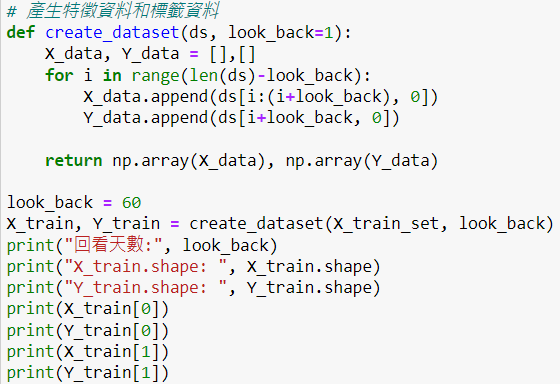 # 產生特徵資料和標籤資料
def create_dataset(ds, look_back=1):
    X_data, Y_data = [],[]
    for i in range(len(ds)-look_back):
        X_data.append(ds[i:(i+look_back), 0])
        Y_data.append(ds[i+look_back, 0])

    return np.array(X_data), np.array(Y_data)

look_back = 60
X_train, Y_train = create_dataset(X_train_set, look_back)
print("回看天數:", look_back)
print("X_train.shape: ", X_train.shape)
print("Y_train.shape: ", Y_train.shape)
print(X_train[0])
print(Y_train[0])
print(X_train[1])
print(Y_train[1])